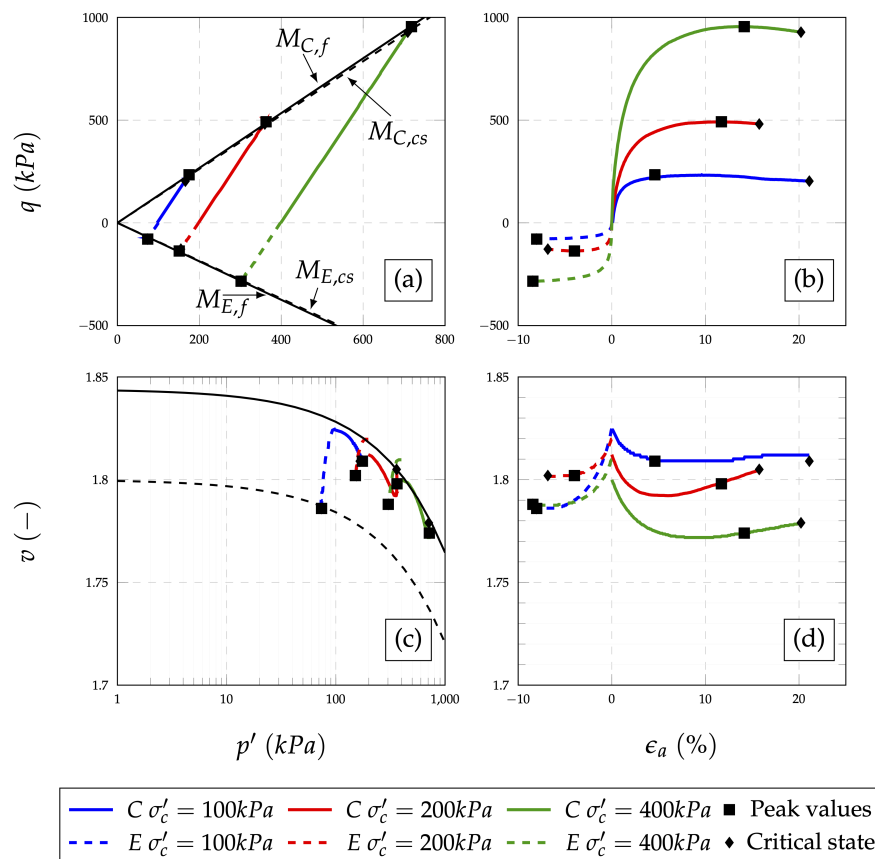 1000
500
0
−500
q (kPa)
M_{C,f}
M_{C,cs}
M_{E,cs}
M_{E,f}
(a)
0 200 400 600 800
1000
500
0
−500
(b)
−10 0 10 20
1.85
1.8
1.75
1.7
v (−)
(c)
1 10 100 1,000
p′ (kPa)
1.85
1.8
1.75
1.7
(d)
−10 0 10 20
ϵ_a (%)
C σ′_c = 100kPa C σ′_c = 200kPa C σ′_c = 400kPa Peak values
E σ′_c = 100kPa E σ′_c = 200kPa E σ′_c = 400kPa Critical state